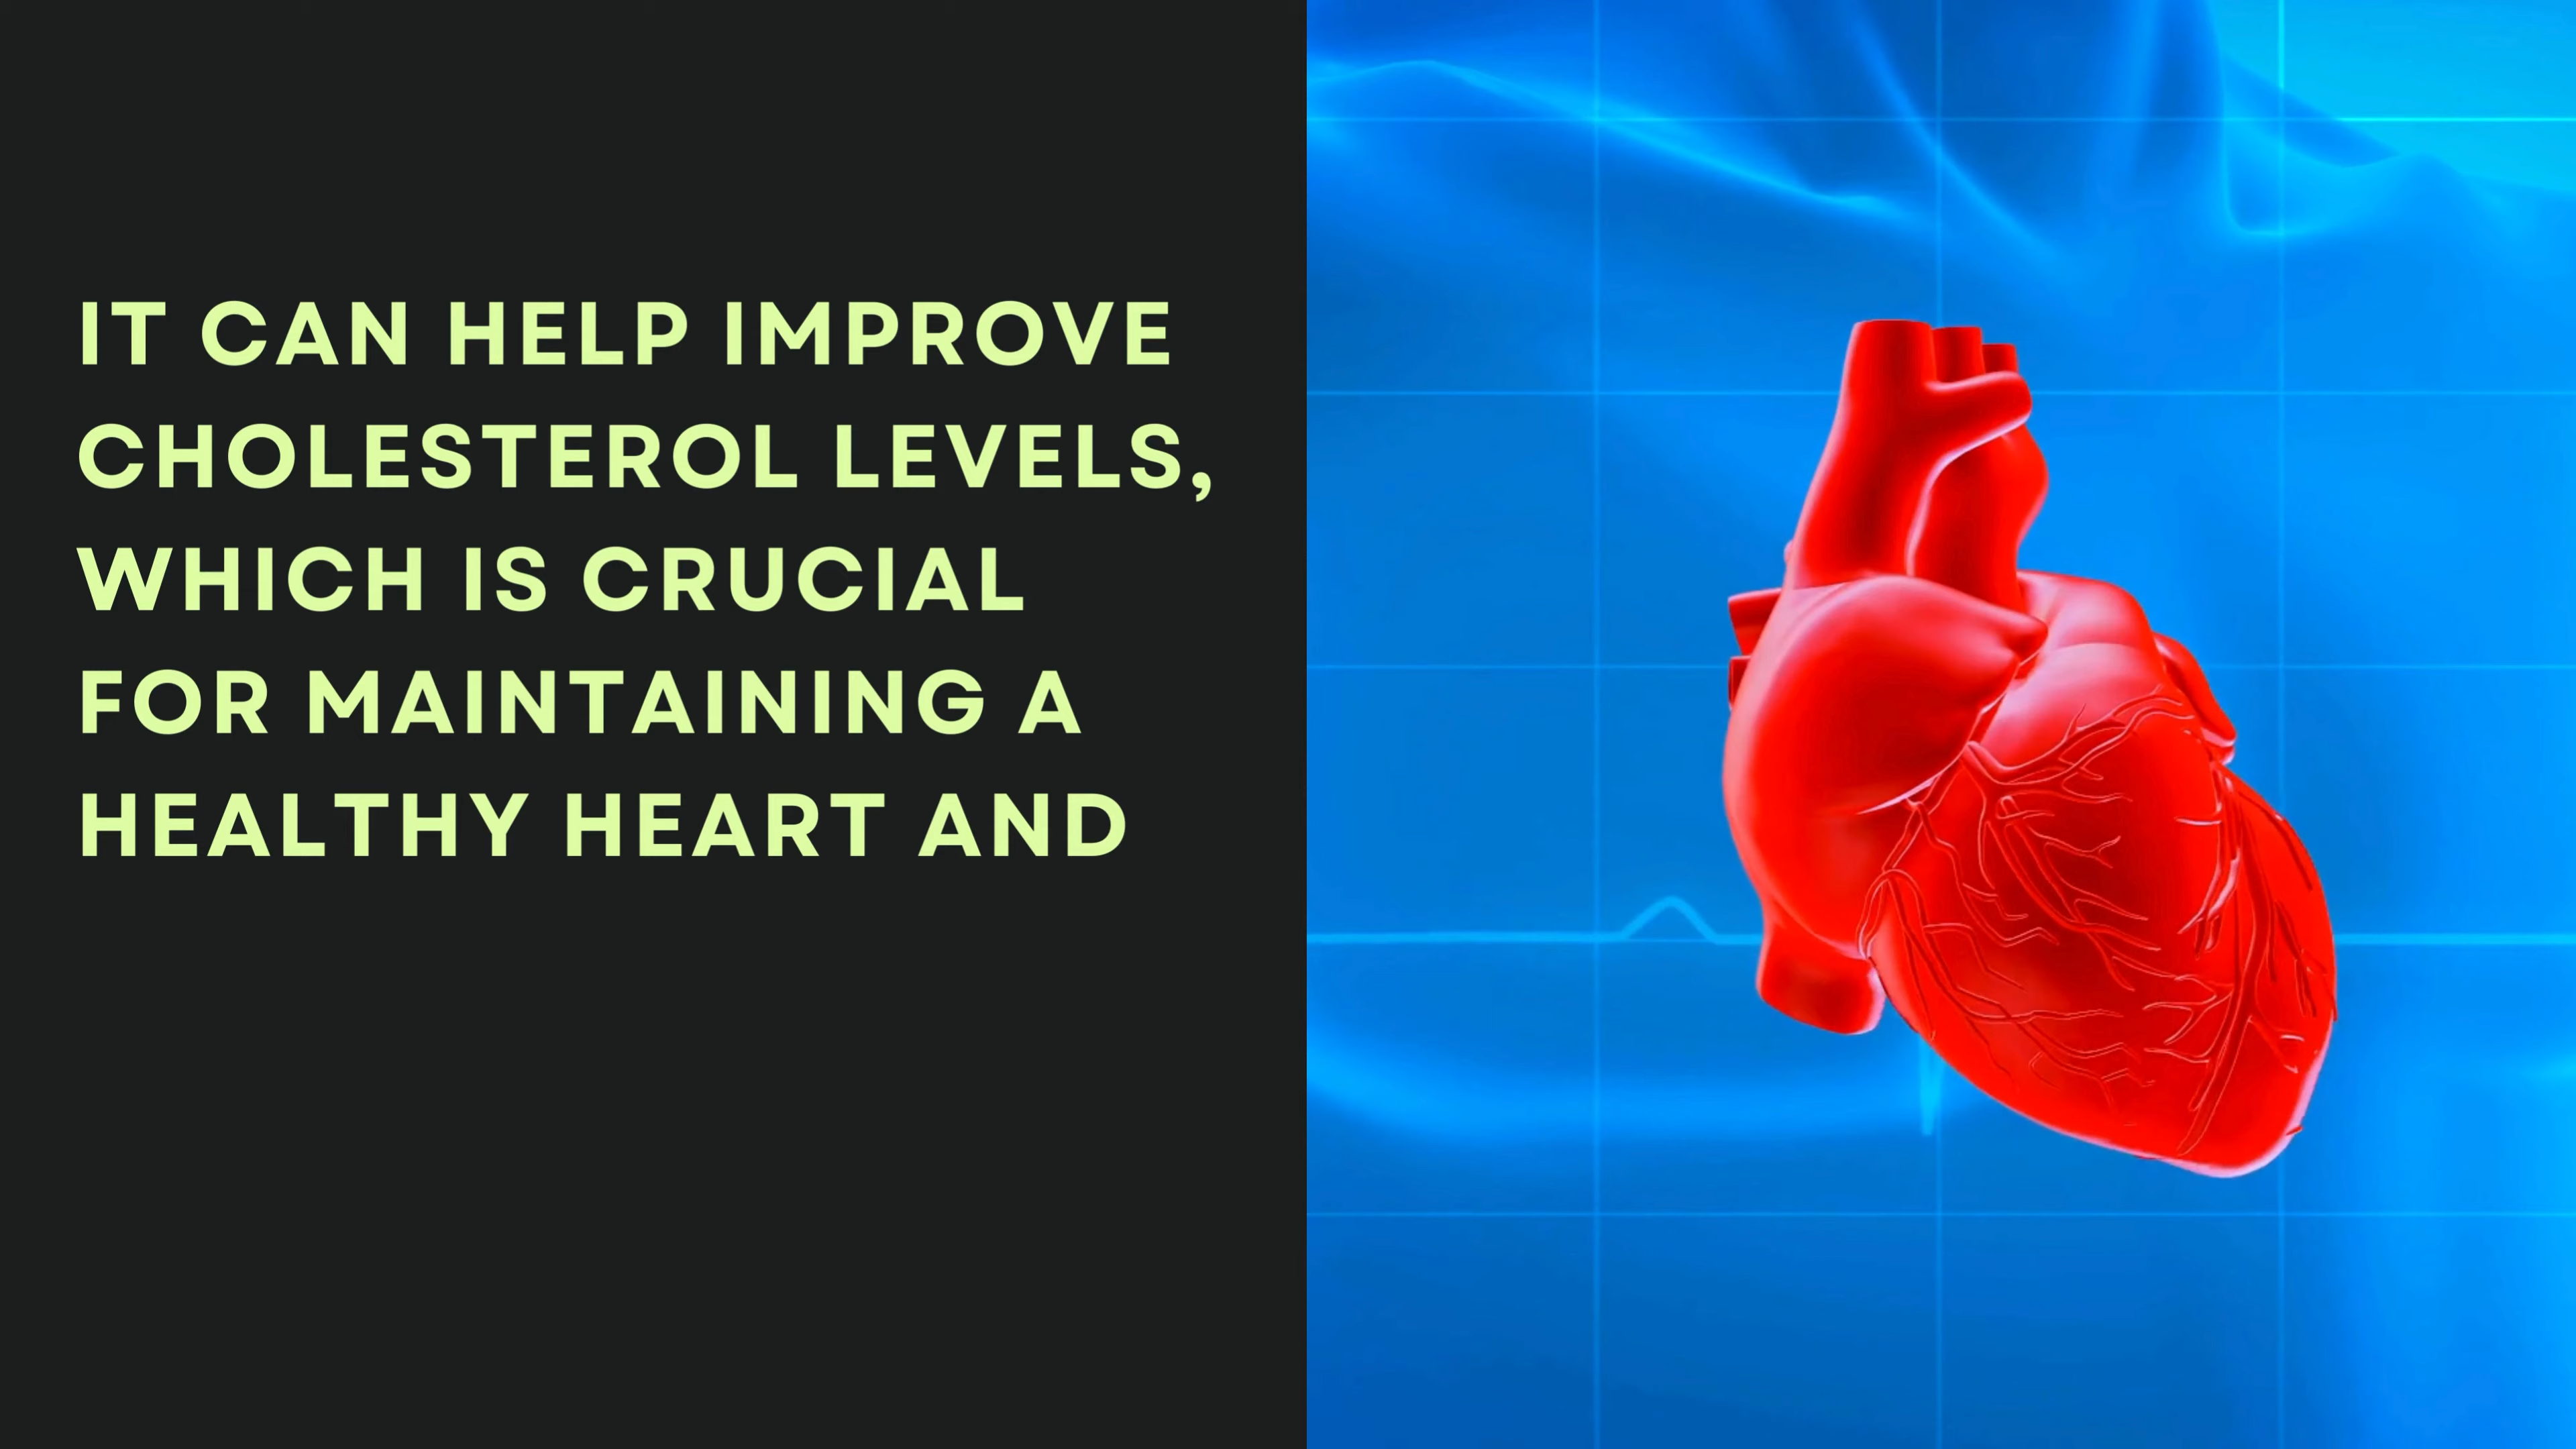 IT CAN HELP IMPROVE
CHOLESTEROL LEVELS,
WHICH IS CRUCIAL
FOR MAINTAINING A
HEALTHY HEART AND